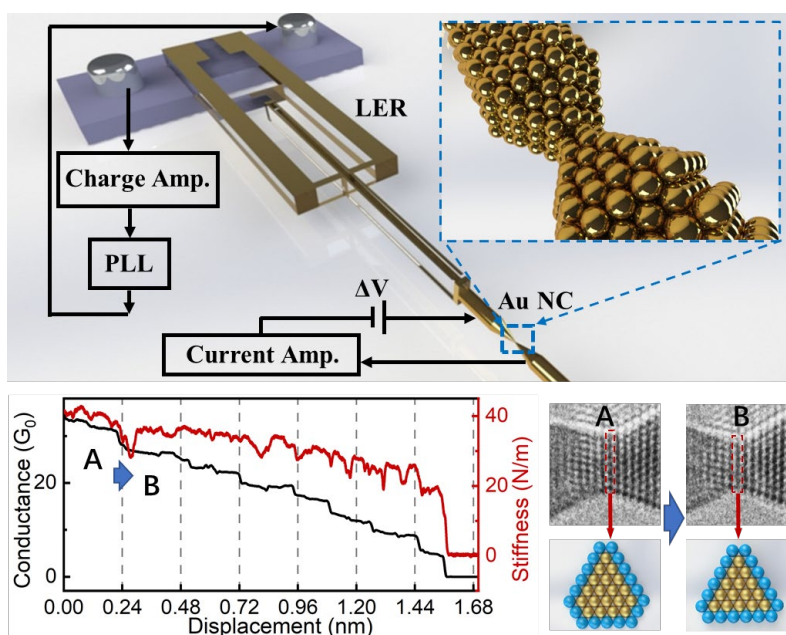 LER
Charge Amp.
PLL
ΔV
Au NC
Current Amp.
Conductance (G₀)
20
0
A
B
40
20
0
Stiffness (N/m)
0.00 0.24 0.48 0.72 0.96 1.20 1.44 1.68
Displacement (nm)
A
B